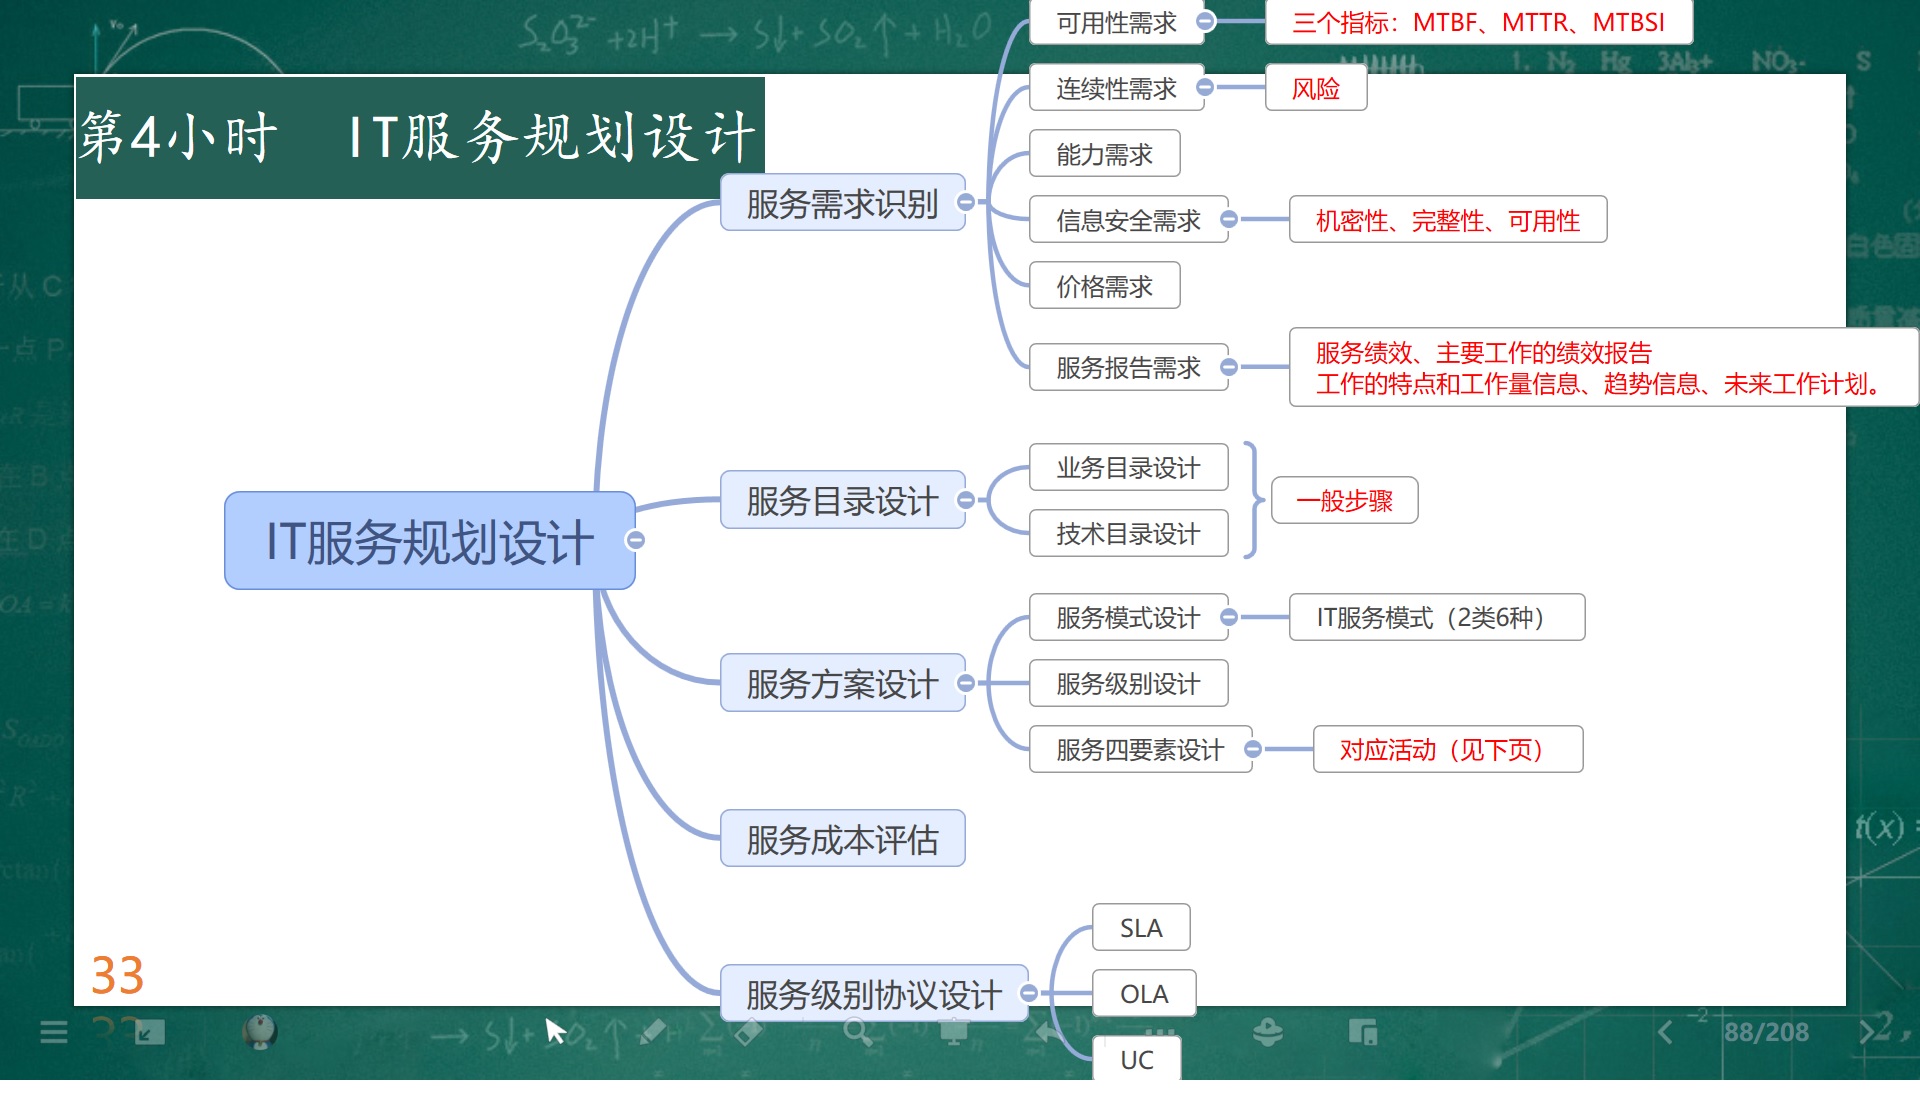 第4小时 IT服务规划设计
IT服务规划设计
服务需求识别
可用性需求
三个指标：MTBF、MTTR、MTBSI
连续性需求
风险
能力需求
信息安全需求
机密性、完整性、可用性
价格需求
服务报告需求
服务绩效、主要工作的绩效报告
工作的特点和工作量信息、趋势信息、未来工作计划。
服务目录设计
业务目录设计
技术目录设计
一般步骤
服务方案设计
服务模式设计
IT服务模式（2类6种）
服务级别设计
服务四要素设计
对应活动（见下页）
服务成本评估
服务级别协议设计
SLA
OLA
UC
33
88/208